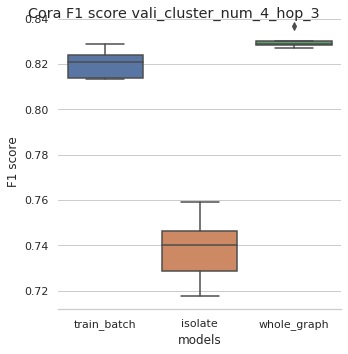 Cora F1 score vali_cluster_num_4_hop_3
0.84
0.82
0.80
0.78
0.76
0.74
0.72
F1 score
train_batch isolate whole_graph
models